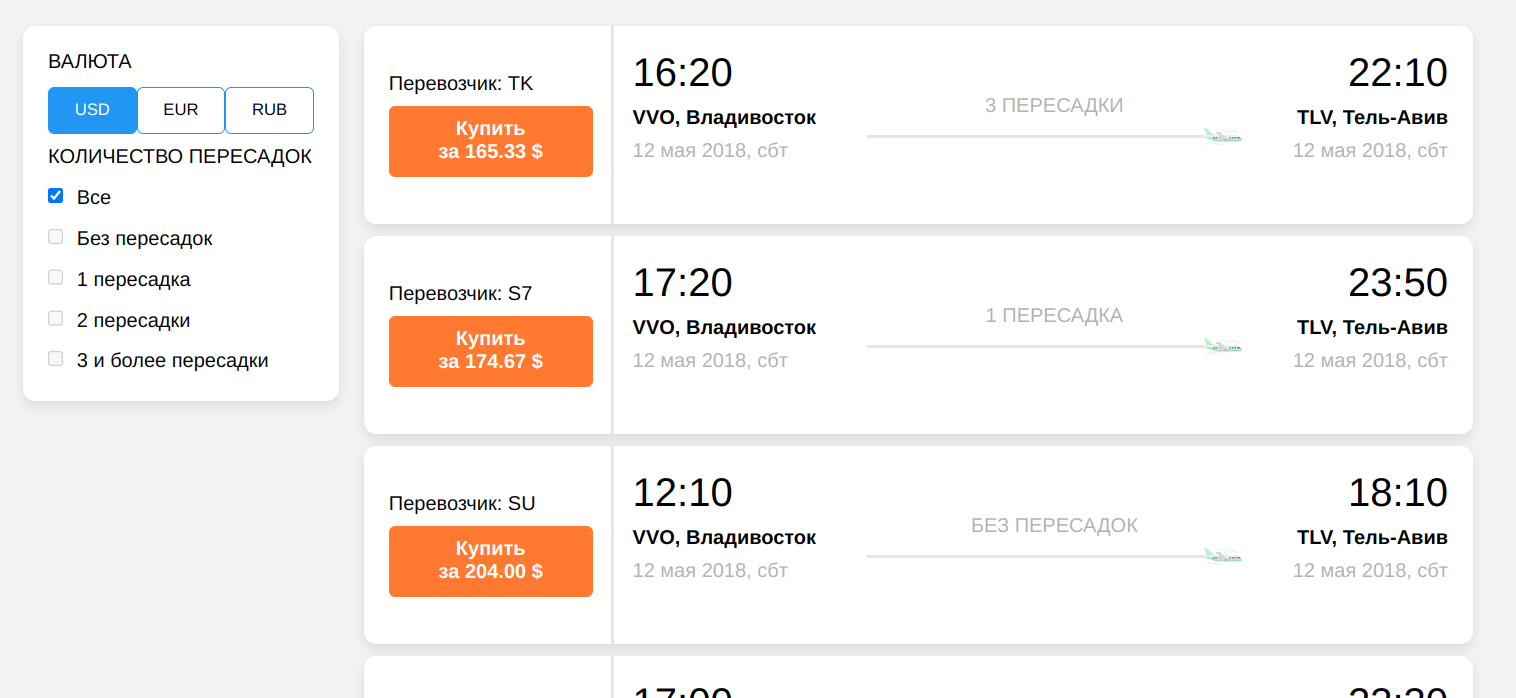 ВАЛЮТА
USD EUR RUB
КОЛИЧЕСТВО ПЕРЕСАДОК
Все
Без пересадок
1 пересадка
2 пересадки
3 и более пересадки
Перевозчик: TK
Купить
за 165.33 $
16:20
VVO, Владивосток
12 мая 2018, сбт
3 ПЕРЕСАДКИ
22:10
TLV, Тель-Авив
12 мая 2018, сбт
Перевозчик: S7
Купить
за 174.67 $
17:20
VVO, Владивосток
12 мая 2018, сбт
1 ПЕРЕСАДКА
23:50
TLV, Тель-Авив
12 мая 2018, сбт
Перевозчик: SU
Купить
за 204.00 $
12:10
VVO, Владивосток
12 мая 2018, сбт
БЕЗ ПЕРЕСАДОК
18:10
TLV, Тель-Авив
12 мая 2018, сбт